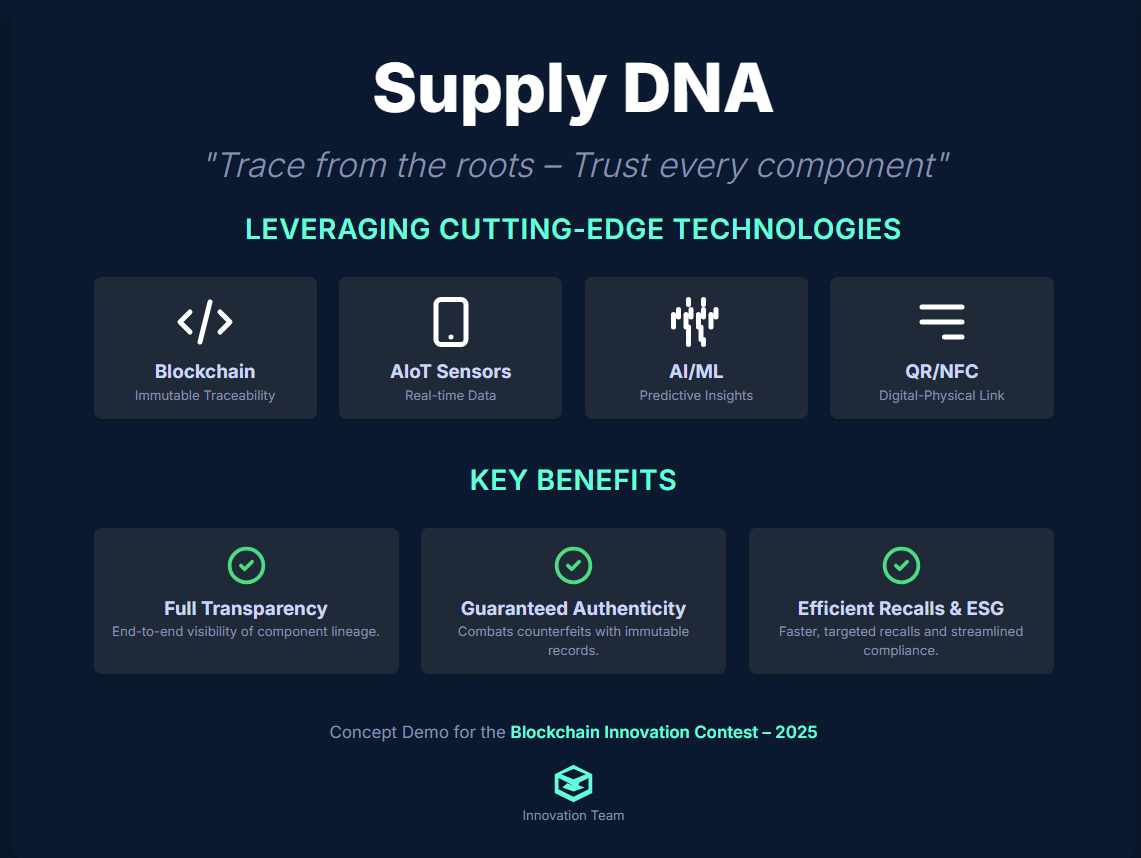 Supply DNA
"Trace from the roots – Trust every component"
LEVERAGING CUTTING-EDGE TECHNOLOGIES
Blockchain
Immutable Traceability
AIoT Sensors
Real-time Data
AI/ML
Predictive Insights
QR/NFC
Digital-Physical Link
KEY BENEFITS
Full Transparency
End-to-end visibility of component lineage.
Guaranteed Authenticity
Combats counterfeits with immutable
records.
Efficient Recalls & ESG
Faster, targeted recalls and streamlined
compliance.
Concept Demo for the Blockchain Innovation Contest – 2025
Innovation Team